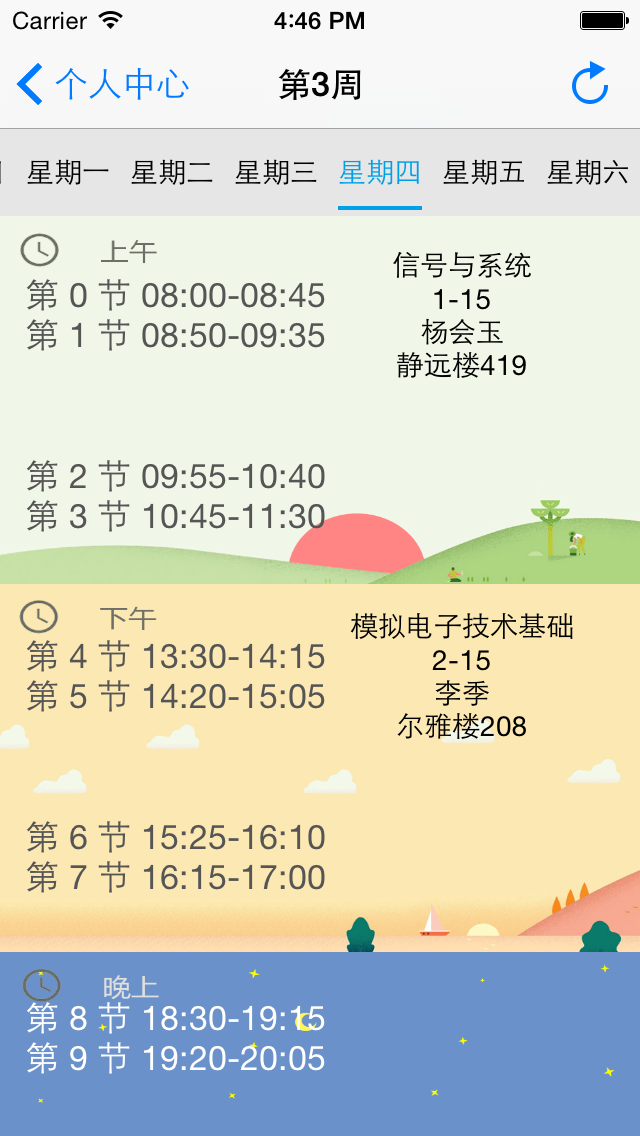 Carrier 4:46 PM
个人中心 第3周
星期一 星期二 星期三 星期四 星期五 星期六
上午
第 0 节 08:00-08:45
第 1 节 08:50-09:35
信号与系统
1-15
杨会玉
静远楼419
第 2 节 09:55-10:40
第 3 节 10:45-11:30
下午
第 4 节 13:30-14:15
第 5 节 14:20-15:05
模拟电子技术基础
2-15
李季
尔雅楼208
第 6 节 15:25-16:10
第 7 节 16:15-17:00
晚上
第 8 节 18:30-19:15
第 9 节 19:20-20:05